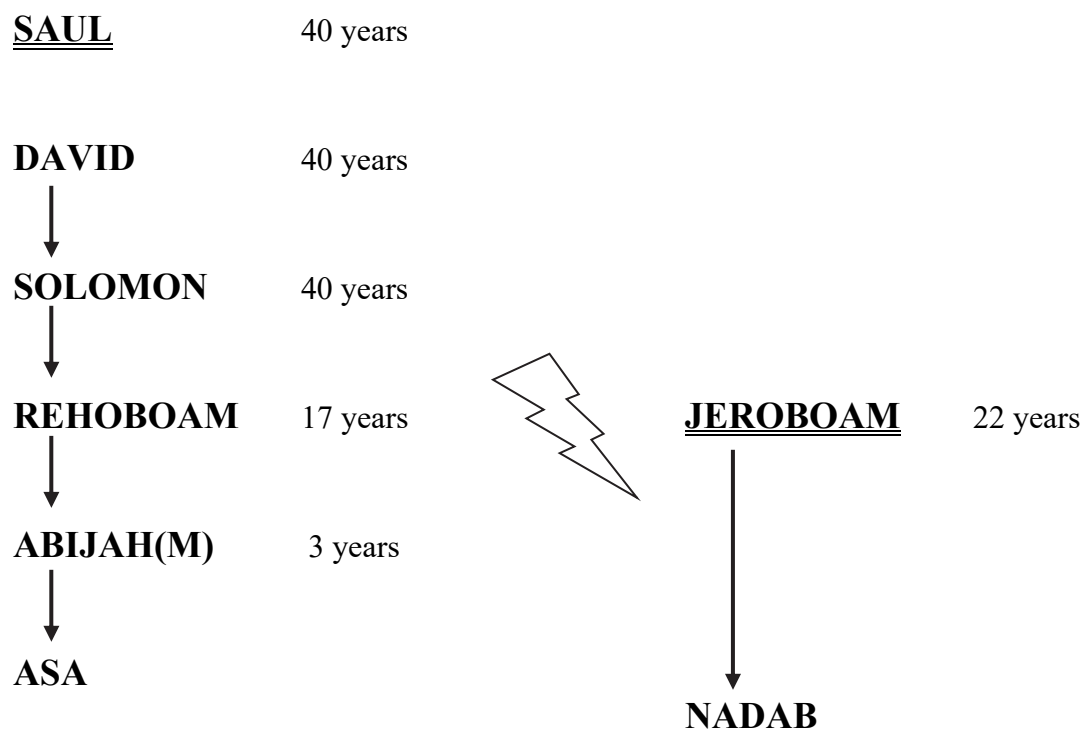 SAUL 40 years
DAVID 40 years
SOLOMON 40 years
REHOBOAM 17 years JEROBOAM 22 years
ABIJAH(M) 3 years
ASA
NADAB